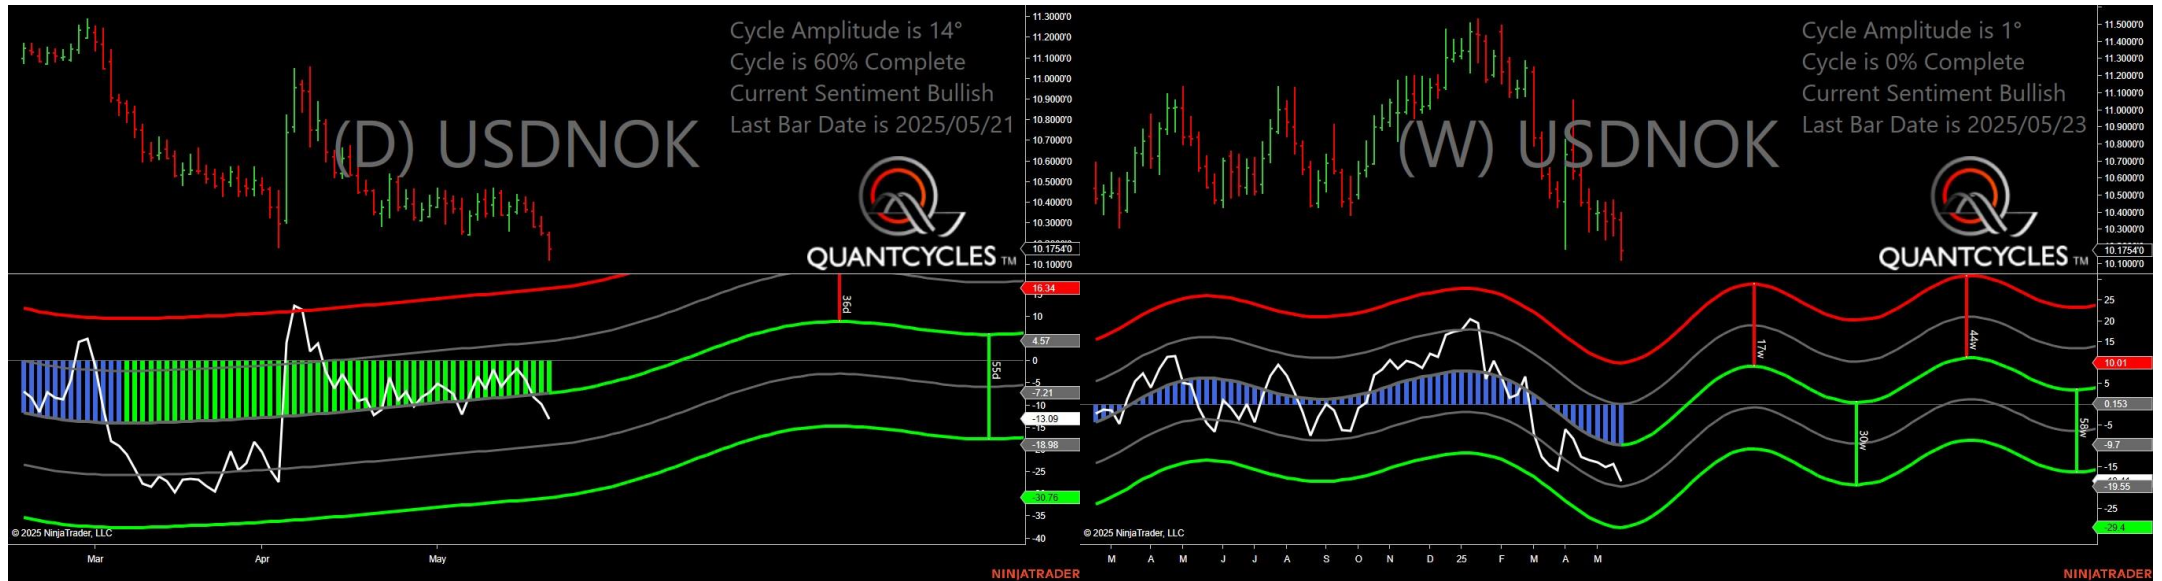 Cycle Amplitude is 14°
Cycle is 60% Complete
Current Sentiment Bullish
Last Bar Date is 2025/05/21
(D) USDNOK
QUANTCYCLES TM
11.3000'0
11.2000'0
11.1000'0
11.0000'0
10.9000'0
10.8000'0
10.7000'0
10.6000'0
10.5000'0
10.4000'0
10.3000'0
10.1754'0
10.1000'0
36d
55d
16.34
10
4.57
0
-5
-7.21
-10
-13.09
-15
-18.98
-25
-30.76
-35
-40
© 2025 NinjaTrader, LLC
Mar Apr May
NINJATRADER
Cycle Amplitude is 1°
Cycle is 0% Complete
Current Sentiment Bullish
Last Bar Date is 2025/05/23
(W) USDNOK
QUANTCYCLES TM
11.5000'0
11.4000'0
11.3000'0
11.2000'0
11.1000'0
11.0000'0
10.9000'0
10.8000'0
10.7000'0
10.6000'0
10.5000'0
10.4000'0
10.3000'0
10.1754'0
10.1000'0
17w
44w
30w
58w
25
20
15
10.01
5
0.153
-5
-9.7
-15
-19.55
-25
-29.4
© 2025 NinjaTrader, LLC
M A M J J A S O N D 25 F M A M
NINJATRADER